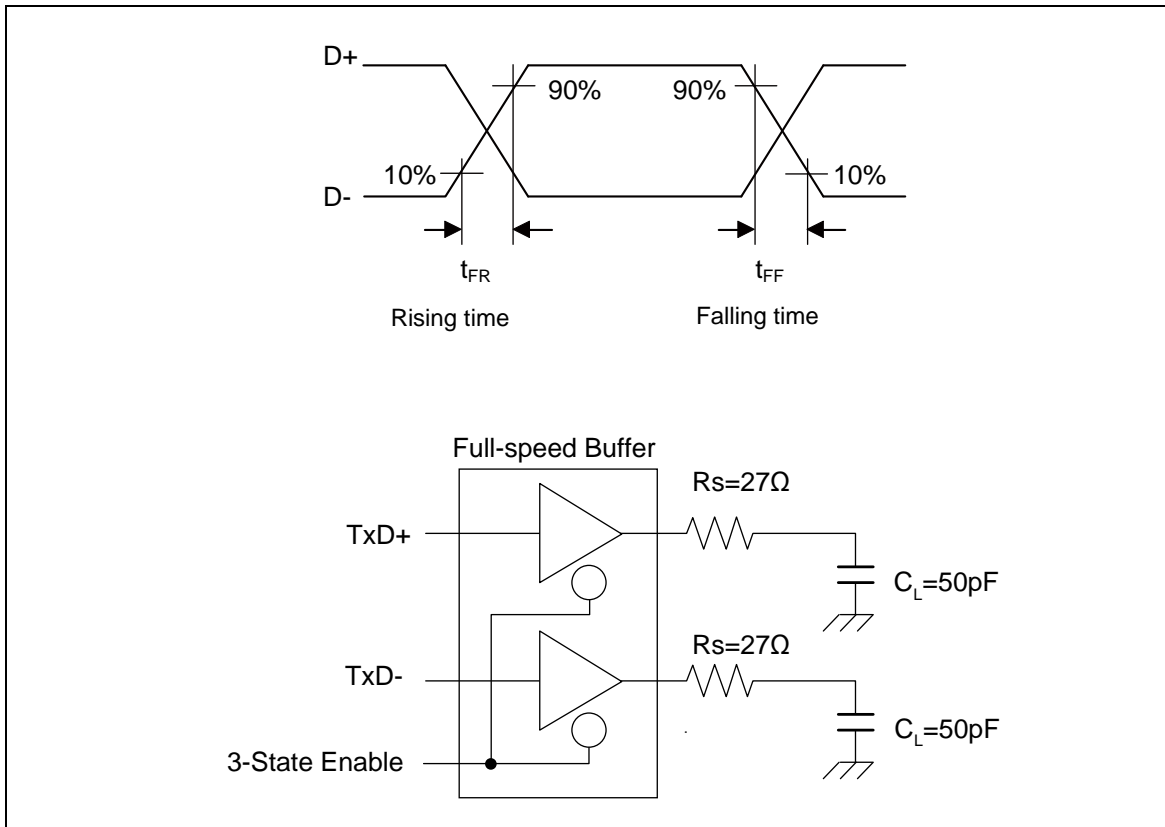 D+
90%
90%
10%
10%
D-
tFR
tFF
Rising time
Falling time
Full-speed Buffer
Rs=27Ω
TxD+
CL=50pF
Rs=27Ω
TxD-
CL=50pF
3-State Enable